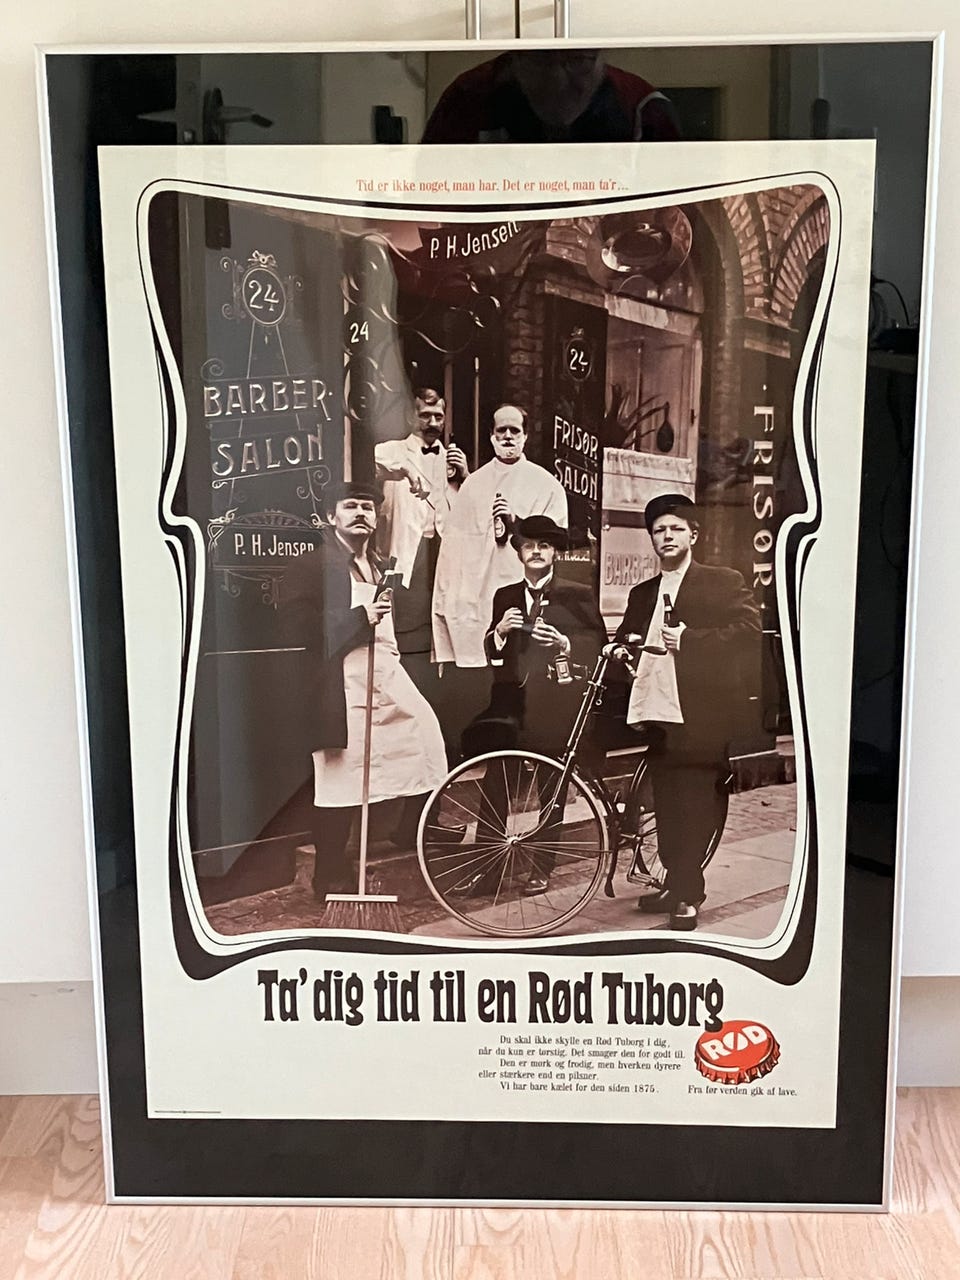 Tid er ikke noget, man har. Det er noget, man ta'r...
P. H. Jensen
24
24
24
BARBER
SALON
FRISØR
SALON
FRISØR
P. H. Jensen
BARBE
Ta' dig tid til en Rød Tuborg
Du skal ikke skylle en Rød Tuborg i dig,
når du kun er tørstig. Det smager den for godt til.
Den er mørk og frodig, men hverken dyrere
eller stærkere end en pilsner.
Vi har bare kælet for den siden 1875.
RØD
Fra før verden gik af lave.